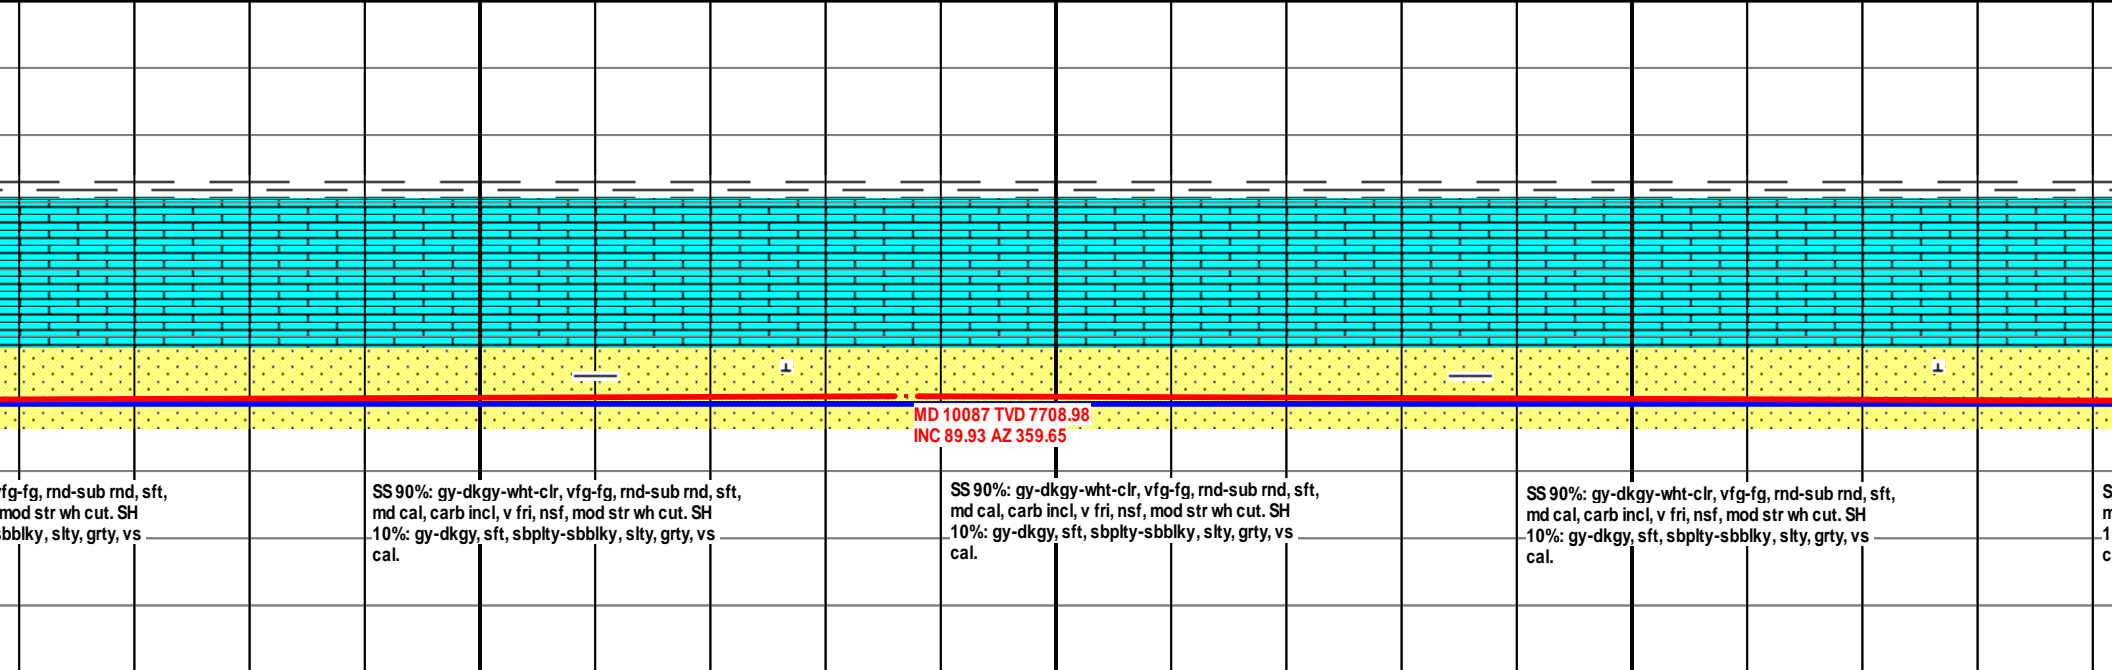 MD 10087 TVD 7708.98
INC 89.93 AZ 359.65
fg-fg, rnd-sub rnd, sft,
mod str wh cut. SH
sbblky, slty, grty, vs
SS 90%: gy-dkgy-wht-clr, vfg-fg, rnd-sub rnd, sft,
md cal, carb incl, v fri, nsf, mod str wh cut. SH
10%: gy-dkgy, sft, sbplty-sbblky, slty, grty, vs
cal.
SS 90%: gy-dkgy-wht-clr, vfg-fg, rnd-sub rnd, sft,
md cal, carb incl, v fri, nsf, mod str wh cut. SH
10%: gy-dkgy, sft, sbplty-sbblky, slty, grty, vs
cal.
SS 90%: gy-dkgy-wht-clr, vfg-fg, rnd-sub rnd, sft,
md cal, carb incl, v fri, nsf, mod str wh cut. SH
10%: gy-dkgy, sft, sbplty-sbblky, slty, grty, vs
cal.